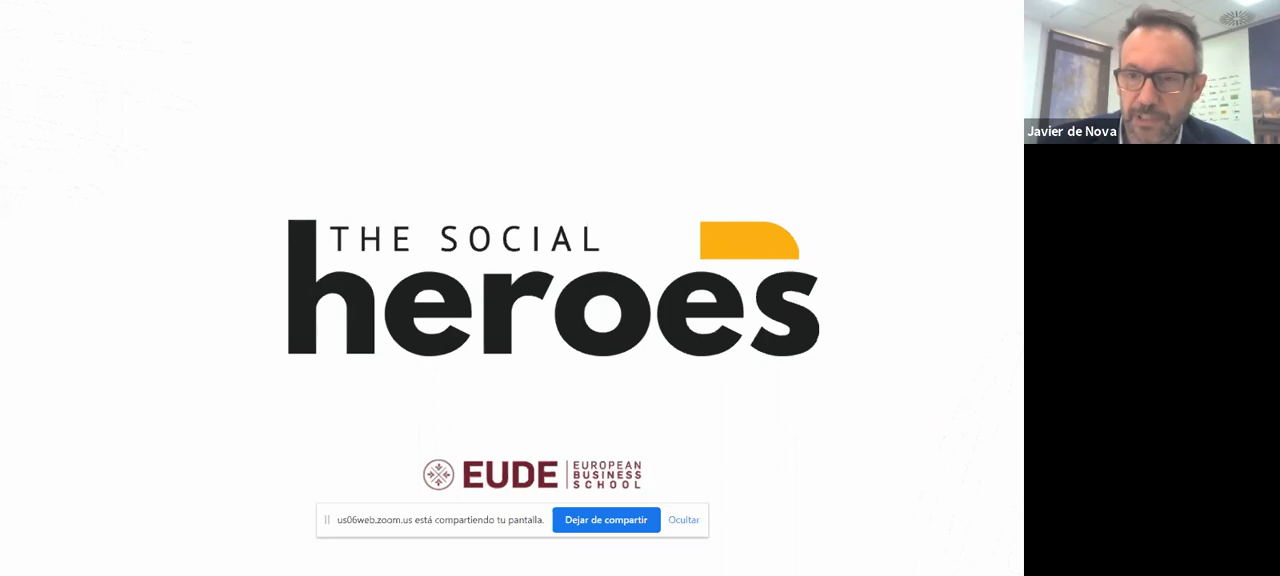 THE SOCIAL
heroes
EUDE
EUROPEAN
BUSINESS
SCHOOL
us06web.zoom.us está compartiendo tu pantalla.
Dejar de compartir
Ocultar
Javier de Nova